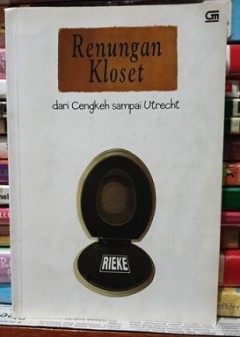 Renungan
Kloset
dari Cengkeh sampai Utrecht
RIEKE